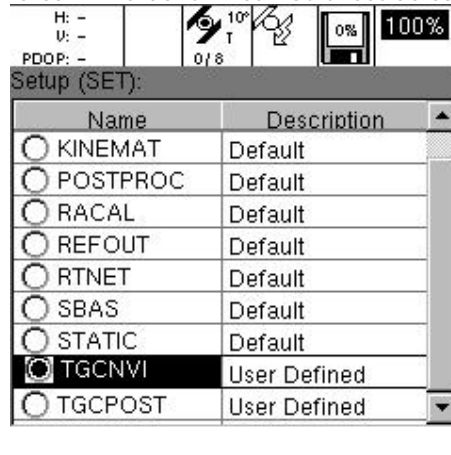 H: -
V: -
PDOP: -
10°
T
0/8
0%
100%
Setup (SET):
Name Description
KINEMAT Default
POSTPROC Default
RACAL Default
REFOUT Default
RTNET Default
SBAS Default
STATIC Default
TGCNVI User Defined
TGCPOST User Defined